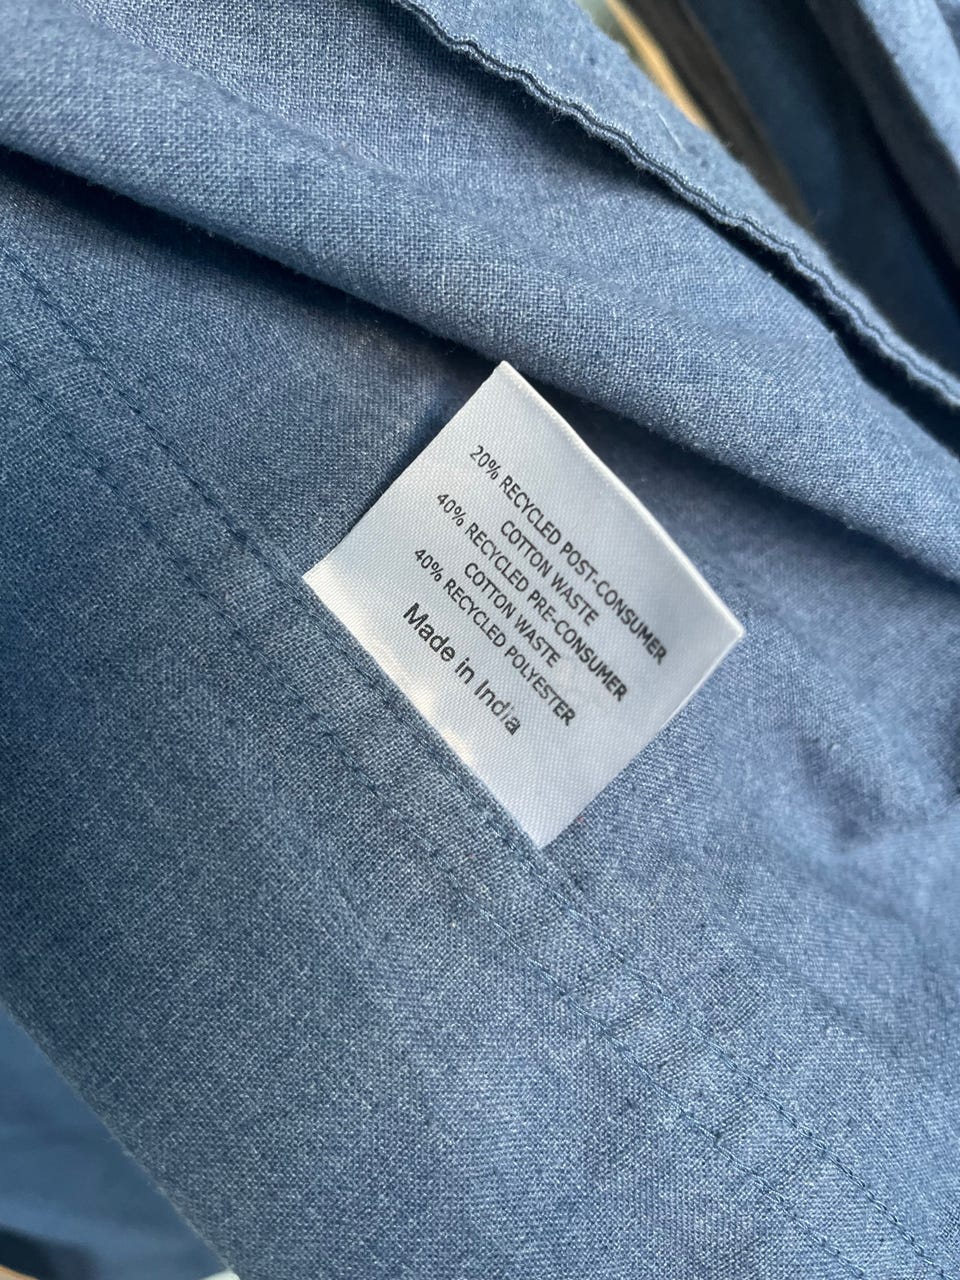 20% RECYCLED POST-CONSUMER
COTTON WASTE
40% RECYCLED PRE-CONSUMER
COTTON WASTE
40% RECYCLED POLYESTER
Made in India